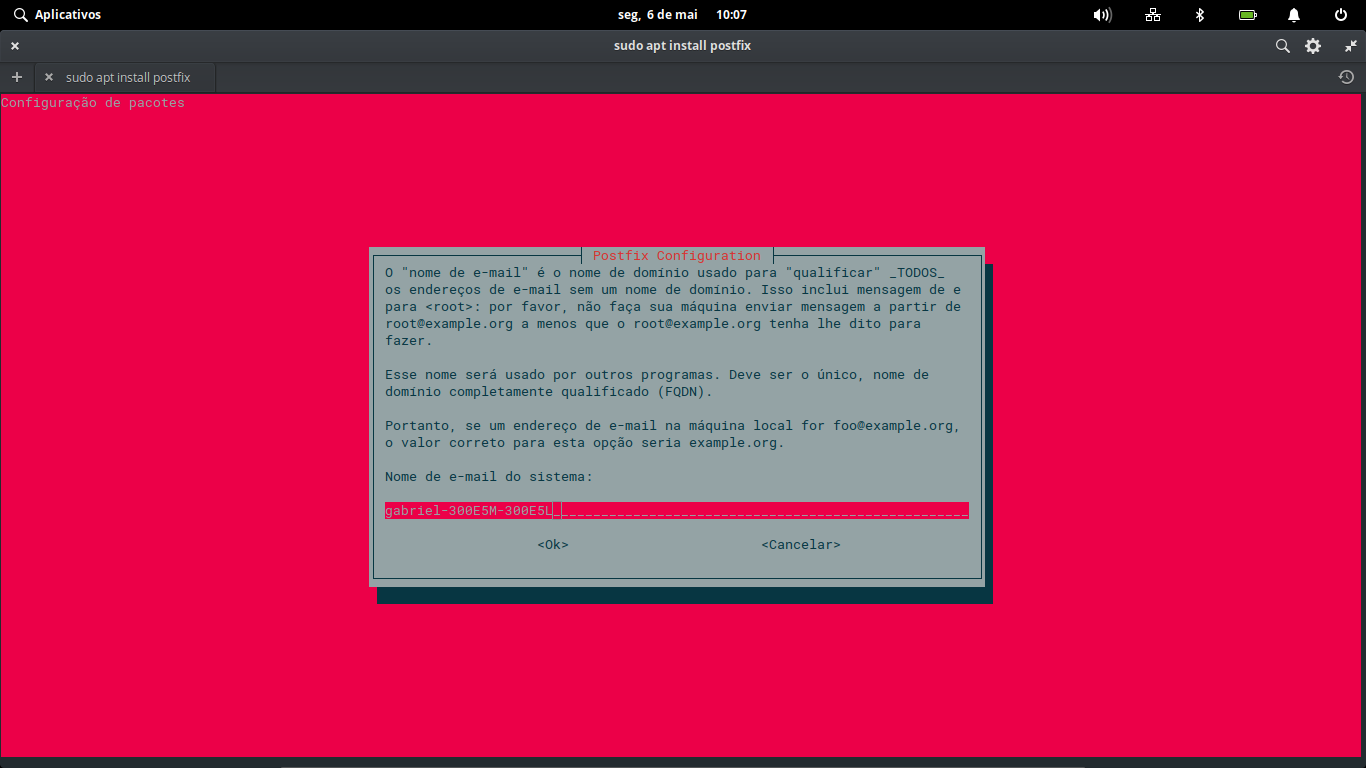 Aplicativos
seg, 6 de mai 10:07
sudo apt install postfix
sudo apt install postfix
Configuração de pacotes
Postfix Configuration
O "nome de e-mail" é o nome de domínio usado para "qualificar" _TODOS_
os endereços de e-mail sem um nome de domínio. Isso inclui mensagem de e
para <root>: por favor, não faça sua máquina enviar mensagem a partir de
root@example.org a menos que o root@example.org tenha lhe dito para
fazer.
Esse nome será usado por outros programas. Deve ser o único, nome de
domínio completamente qualificado (FQDN).
Portanto, se um endereço de e-mail na máquina local for foo@example.org,
o valor correto para esta opção seria example.org.
Nome de e-mail do sistema:
gabriel-300E5M-300E5L
<Ok> <Cancelar>